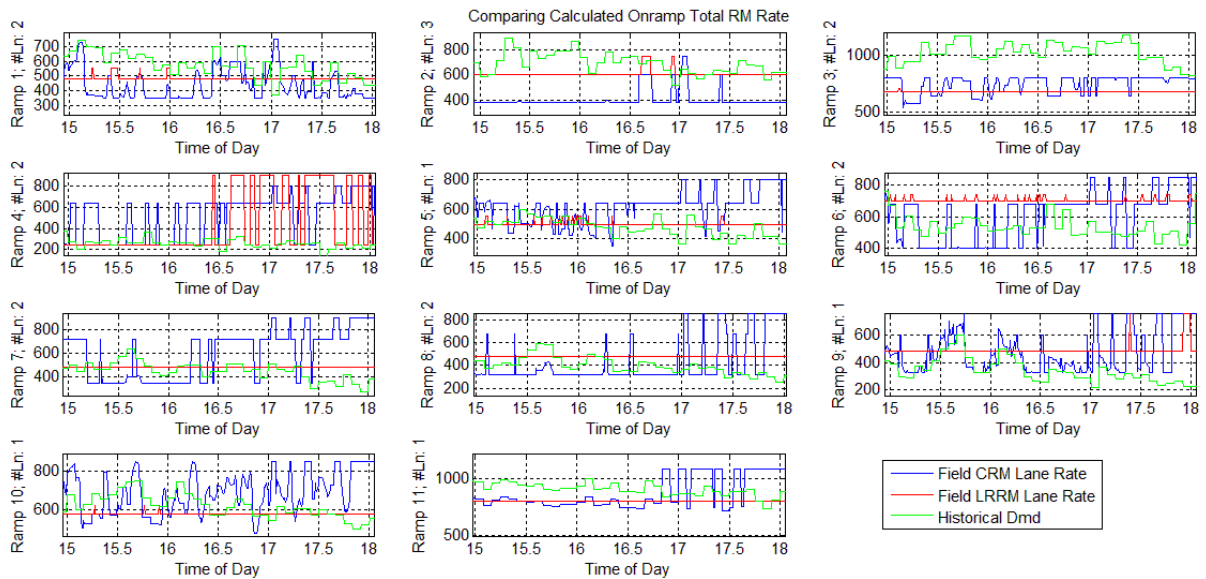 Comparing Calculated Onramp Total RM Rate
Ramp 1; #Ln: 2
700
600
500
400
300
15 15.5 16 16.5 17 17.5 18
Time of Day
Ramp 2; #Ln: 3
800
600
400
15 15.5 16 16.5 17 17.5 18
Time of Day
Ramp 3; #Ln: 2
1000
500
15 15.5 16 16.5 17 17.5 18
Time of Day
Ramp 4; #Ln: 2
800
600
400
200
15 15.5 16 16.5 17 17.5 18
Time of Day
Ramp 5; #Ln: 1
800
600
400
15 15.5 16 16.5 17 17.5 18
Time of Day
Ramp 6; #Ln: 2
800
600
400
15 15.5 16 16.5 17 17.5 18
Time of Day
Ramp 7; #Ln: 2
800
600
400
15 15.5 16 16.5 17 17.5 18
Time of Day
Ramp 8; #Ln: 2
800
600
400
200
15 15.5 16 16.5 17 17.5 18
Time of Day
Ramp 9; #Ln: 1
600
400
200
15 15.5 16 16.5 17 17.5 18
Time of Day
Ramp 10; #Ln: 1
800
600
15 15.5 16 16.5 17 17.5 18
Time of Day
Ramp 11; #Ln: 1
1000
500
15 15.5 16 16.5 17 17.5 18
Time of Day
Field CRM Lane Rate
Field LRRM Lane Rate
Historical Dmd